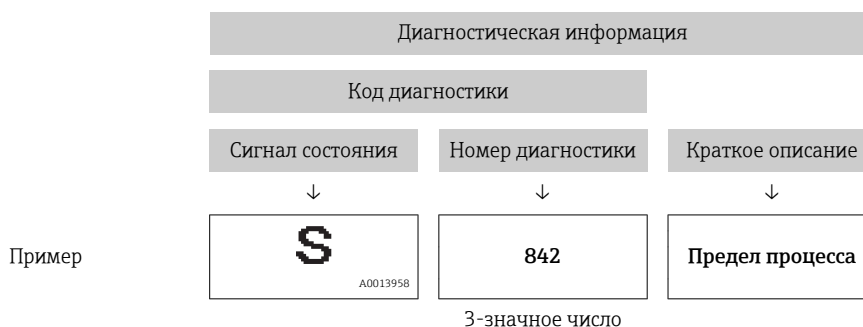 Диагностическая информация
Код диагностики
Сигнал состояния Номер диагностики Краткое описание
↓ ↓ ↓
Пример S 842 Предел процесса
A0013958
3-значное число